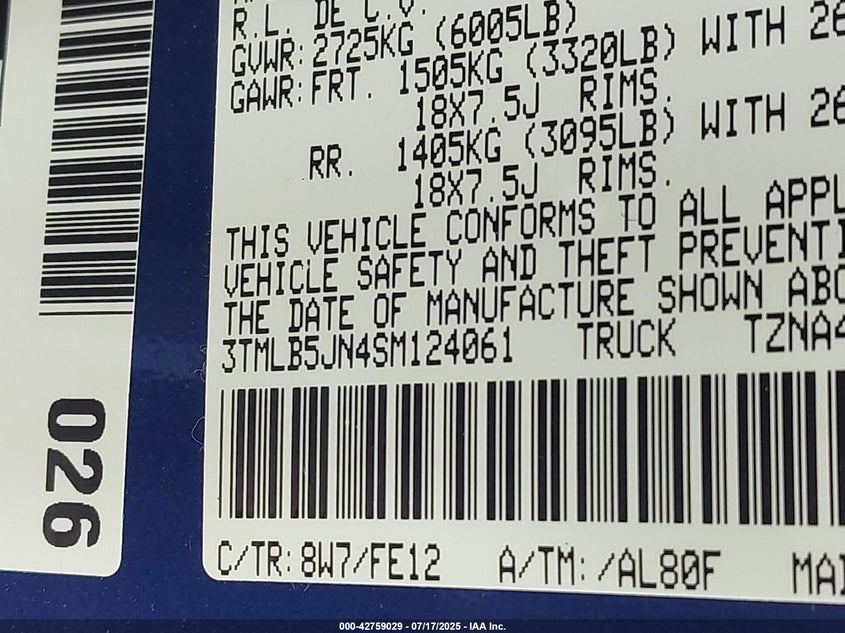 R.L. DE C.V.
GVWR: 2725KG (6005LB)
GAWR: FRT. 1505KG (3320LB) WITH 26
18X7.5J RIMS.
RR. 1405KG (3095LB) WITH 26
18X7.5J RIMS.
THIS VEHICLE CONFORMS TO ALL APPL
VEHICLE SAFETY AND THEFT PREVENTI
THE DATE OF MANUFACTURE SHOWN ABO
3TMLB5JN4SM124061 TRUCK TZNA4
C/TR: 8W7/FE12 A/TM: /AL80F MAI
026
000-42759029 - 07/17/2025 - IAA Inc.